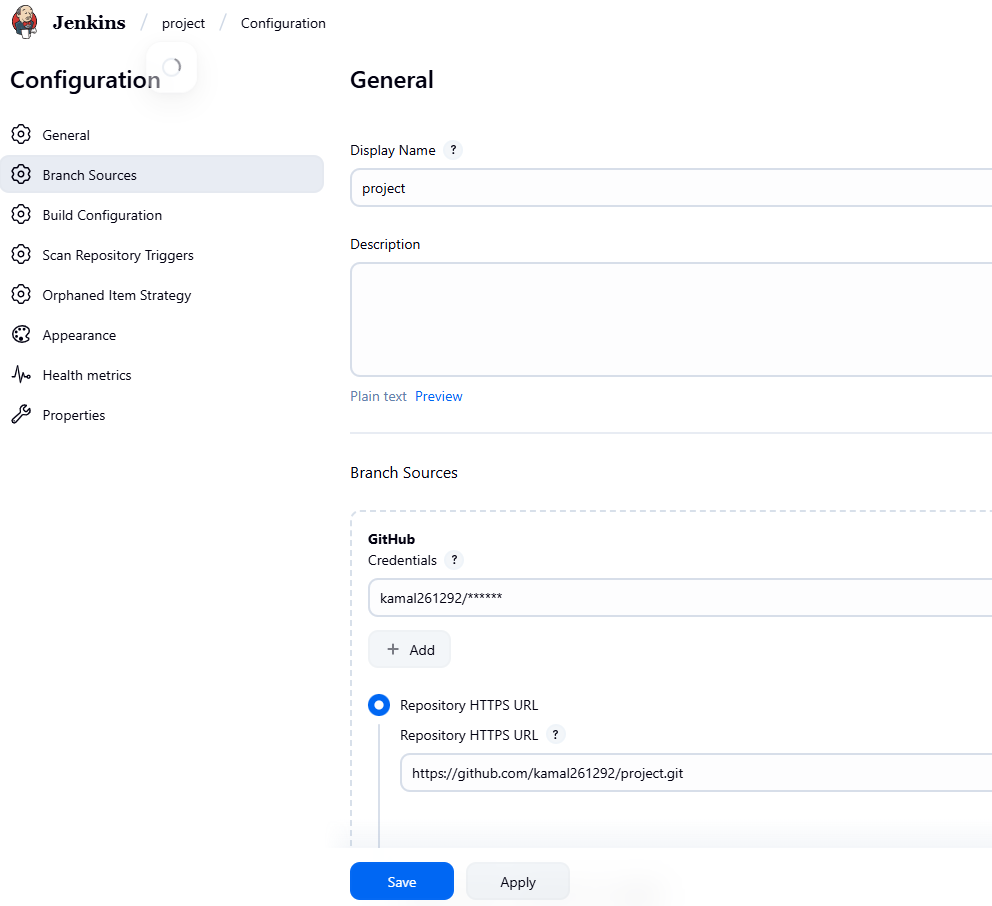 Jenkins / project / Configuration
Configuration
General
Branch Sources
Build Configuration
Scan Repository Triggers
Orphaned Item Strategy
Appearance
Health metrics
Properties
General
Display Name ?
project
Description
Plain text Preview
Branch Sources
GitHub
Credentials ?
kamal261292/******
+ Add
Repository HTTPS URL
Repository HTTPS URL ?
https://github.com/kamal261292/project.git
Save Apply